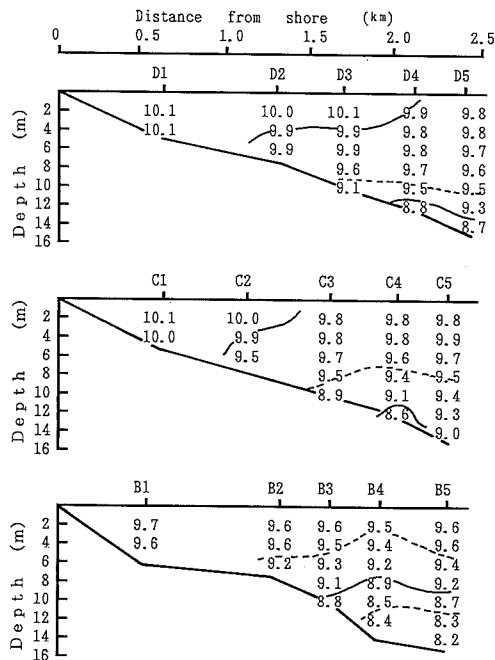 Distance from shore (km)
0 0.5 1.0 1.5 2.0 2.5
D1 D2 D3 D4 D5
2 10.1 10.0 10.1 9.9 9.8
4 10.1 9.9 9.9 9.8 9.8
6 9.9 9.9 9.8 9.7
8 9.6 9.7 9.6
10 9.1 9.5 9.5
12 8.8 9.3
14 8.7
16
Depth (m)
C1 C2 C3 C4 C5
2 10.1 10.0 9.8 9.8 9.8
4 10.0 9.9 9.8 9.8 9.9
6 9.5 9.7 9.6 9.7
8 9.5 9.4 9.5
10 8.9 9.1 9.4
12 8.6 9.3
14 9.0
16
Depth (m)
B1 B2 B3 B4 B5
2 9.7 9.6 9.6 9.5 9.6
4 9.6 9.6 9.5 9.4 9.6
6 9.2 9.3 9.2 9.4
8 9.1 8.9 9.2
10 8.8 8.5 8.7
12 8.4 8.3
14 8.2
16
Depth (m)